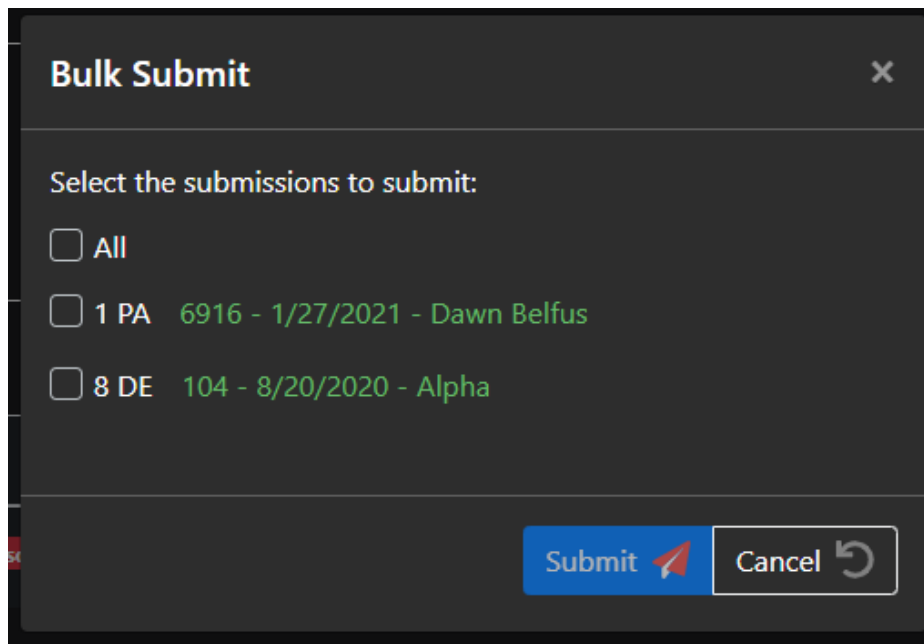 Bulk Submit
Select the submissions to submit:
All
1 PA 6916 - 1/27/2021 - Dawn Belfus
8 DE 104 - 8/20/2020 - Alpha
Submit Cancel